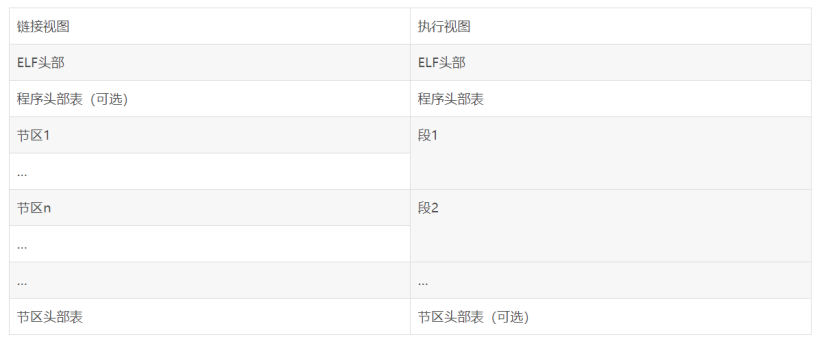 链接视图 执行视图
ELF头部 ELF头部
程序头部表（可选） 程序头部表
节区1 段1
...
节区n 段2
...
... ...
节区头部表 节区头部表（可选）